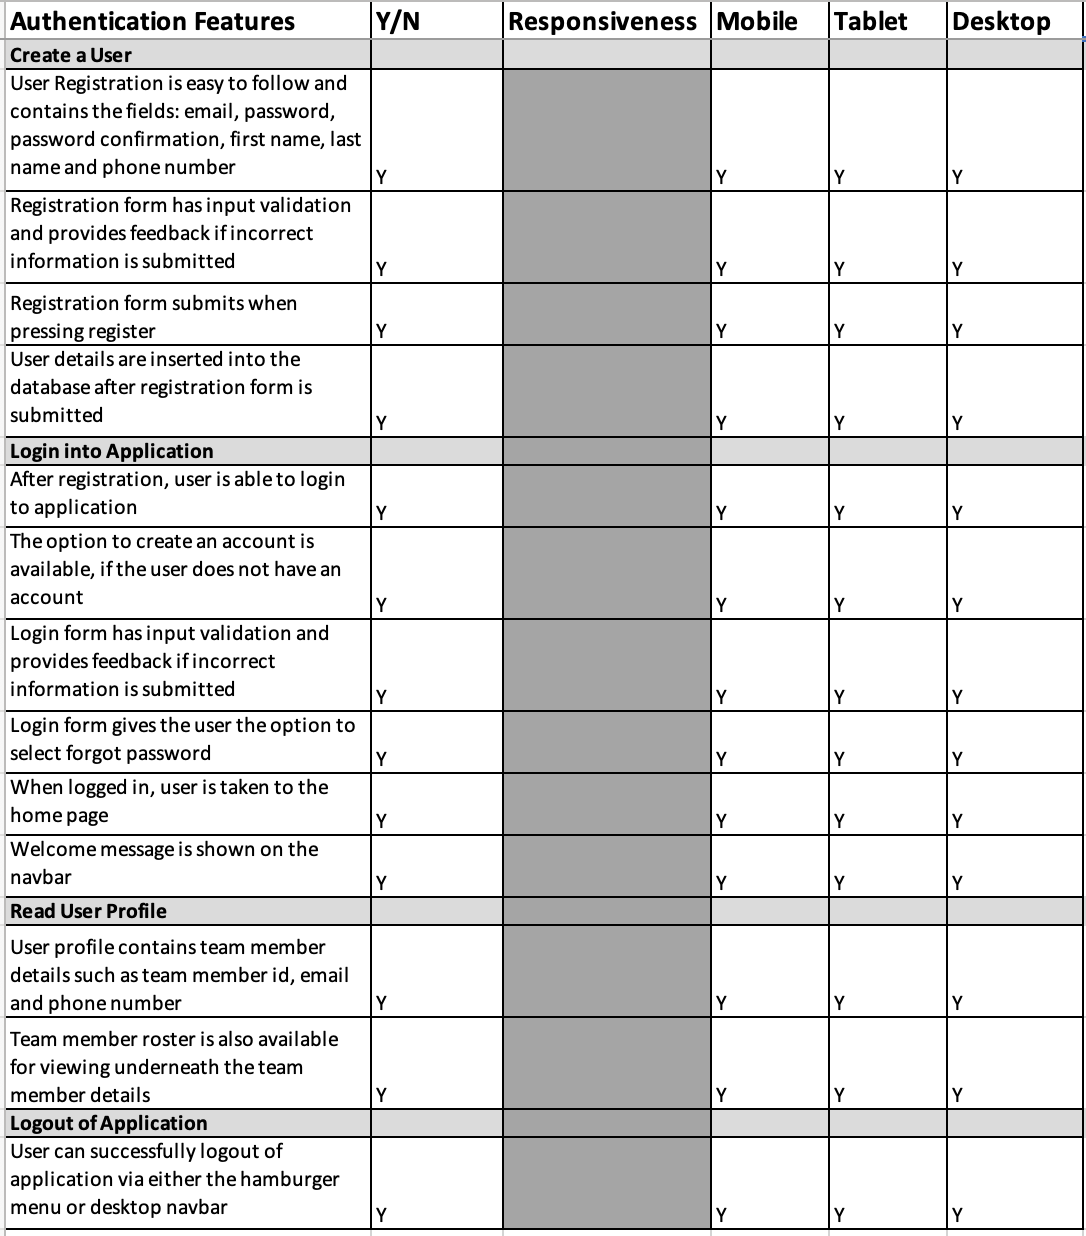 Authentication Features Y/N Responsiveness Mobile Tablet Desktop
Create a User
User Registration is easy to follow and
contains the fields: email, password,
password confirmation, first name, last
name and phone number Y Y Y Y
Registration form has input validation
and provides feedback if incorrect
information is submitted Y Y Y Y
Registration form submits when
pressing register Y Y Y Y
User details are inserted into the
database after registration form is
submitted Y Y Y Y
Login into Application
After registration, user is able to login
to application Y Y Y Y
The option to create an account is
available, if the user does not have an
account Y Y Y Y
Login form has input validation and
provides feedback if incorrect
information is submitted Y Y Y Y
Login form gives the user the option to
select forgot password Y Y Y Y
When logged in, user is taken to the
home page Y Y Y Y
Welcome message is shown on the
navbar Y Y Y Y
Read User Profile
User profile contains team member
details such as team member id, email
and phone number Y Y Y Y
Team member roster is also available
for viewing underneath the team
member details Y Y Y Y
Logout of Application
User can successfully logout of
application via either the hamburger
menu or desktop navbar Y Y Y Y